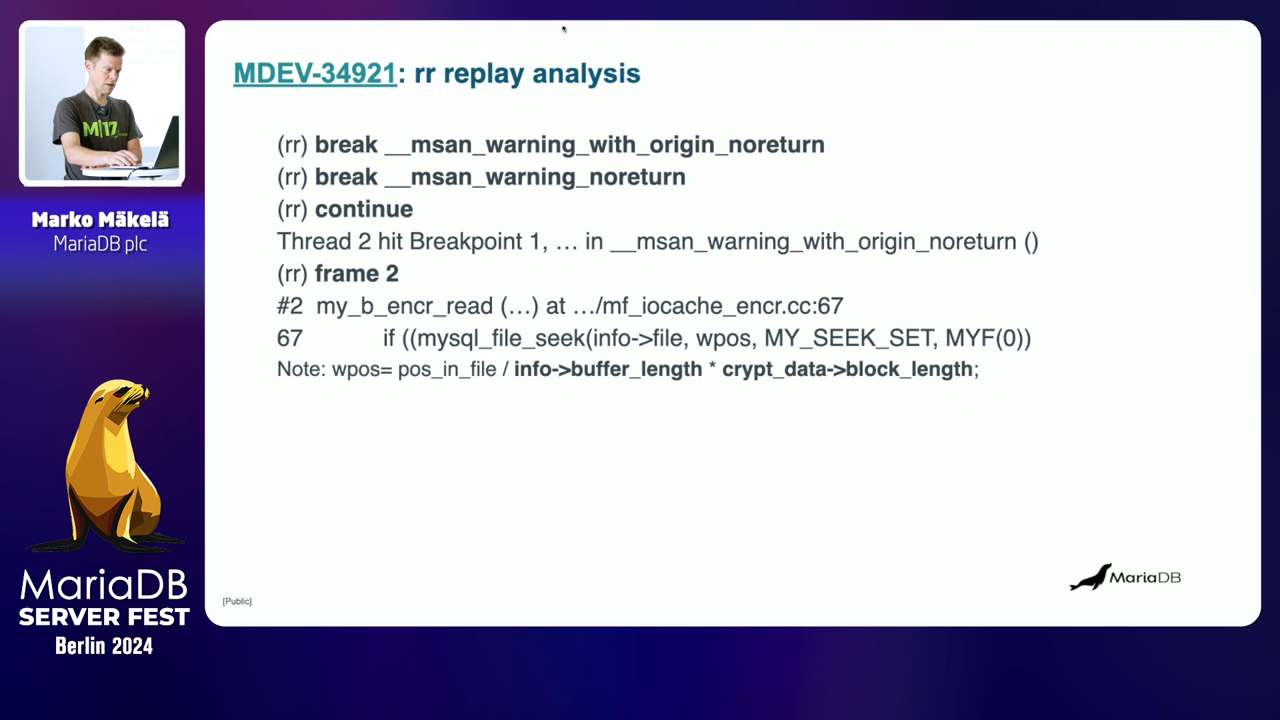 MDEV-34921: rr replay analysis
(rr) break __msan_warning_with_origin_noreturn
(rr) break __msan_warning_noreturn
(rr) continue
Thread 2 hit Breakpoint 1, … in __msan_warning_with_origin_noreturn ()
(rr) frame 2
#2 my_b_encr_read (…) at …/mf_iocache_encr.cc:67
67 if ((mysql_file_seek(info->file, wpos, MY_SEEK_SET, MYF(0))
Note: wpos= pos_in_file / info->buffer_length * crypt_data->block_length;
MariaDB
[Public]
M|17
Marko Mäkelä
MariaDB plc
MariaDB
SERVER FEST
Berlin 2024